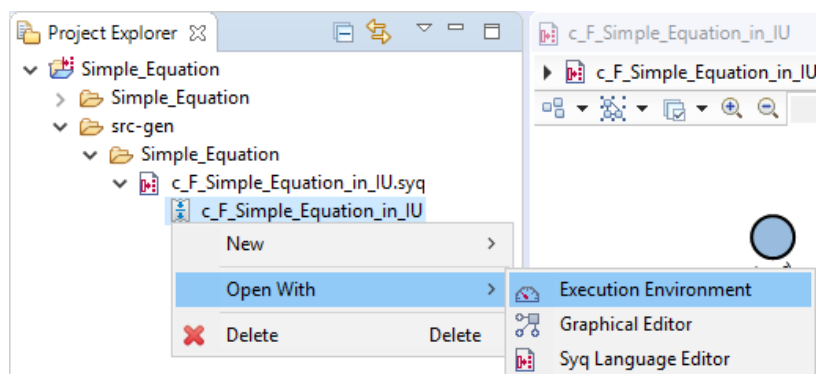 Project Explorer
c_F_Simple_Equation_in_IU
Simple_Equation
c_F_Simple_Equation_in_IU
Simple_Equation
src-gen
Simple_Equation
c_F_Simple_Equation_in_IU.syq
c_F_Simple_Equation_in_IU
New
Open With
Execution Environment
Graphical Editor
Delete Delete
Syq Language Editor